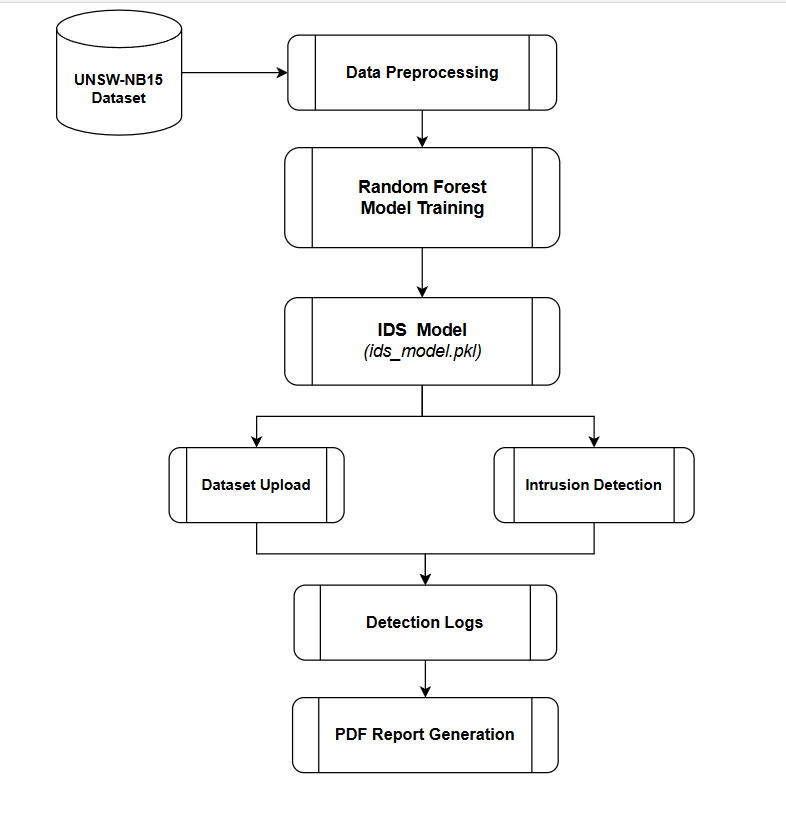 UNSW-NB15
Dataset
Data Preprocessing
Random Forest
Model Training
IDS  Model
(ids_model.pkl)
Dataset Upload
Intrusion Detection
Detection Logs
PDF Report Generation